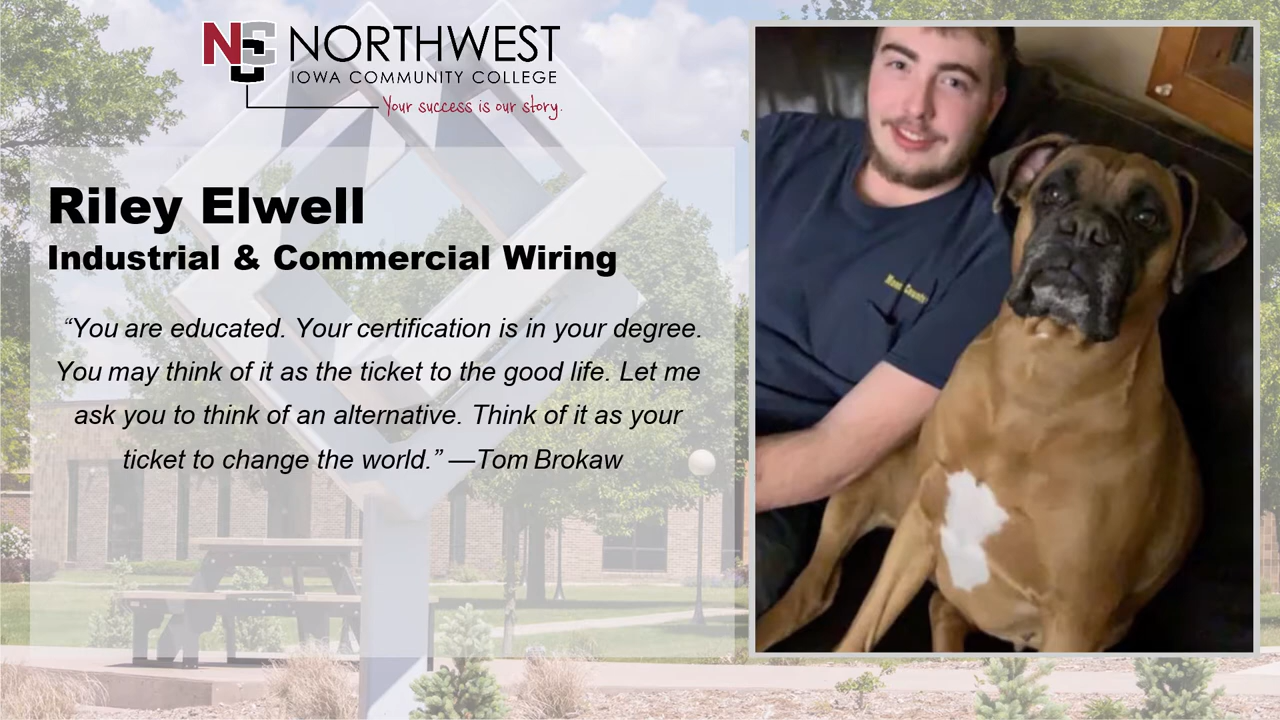 NCC
NORTHWEST
IOWA COMMUNITY COLLEGE
Your success is our story.
Riley Elwell
Industrial & Commercial Wiring
“You are educated. Your certification is in your degree.
You may think of it as the ticket to the good life. Let me
ask you to think of an alternative. Think of it as your
ticket to change the world.” —Tom Brokaw
County